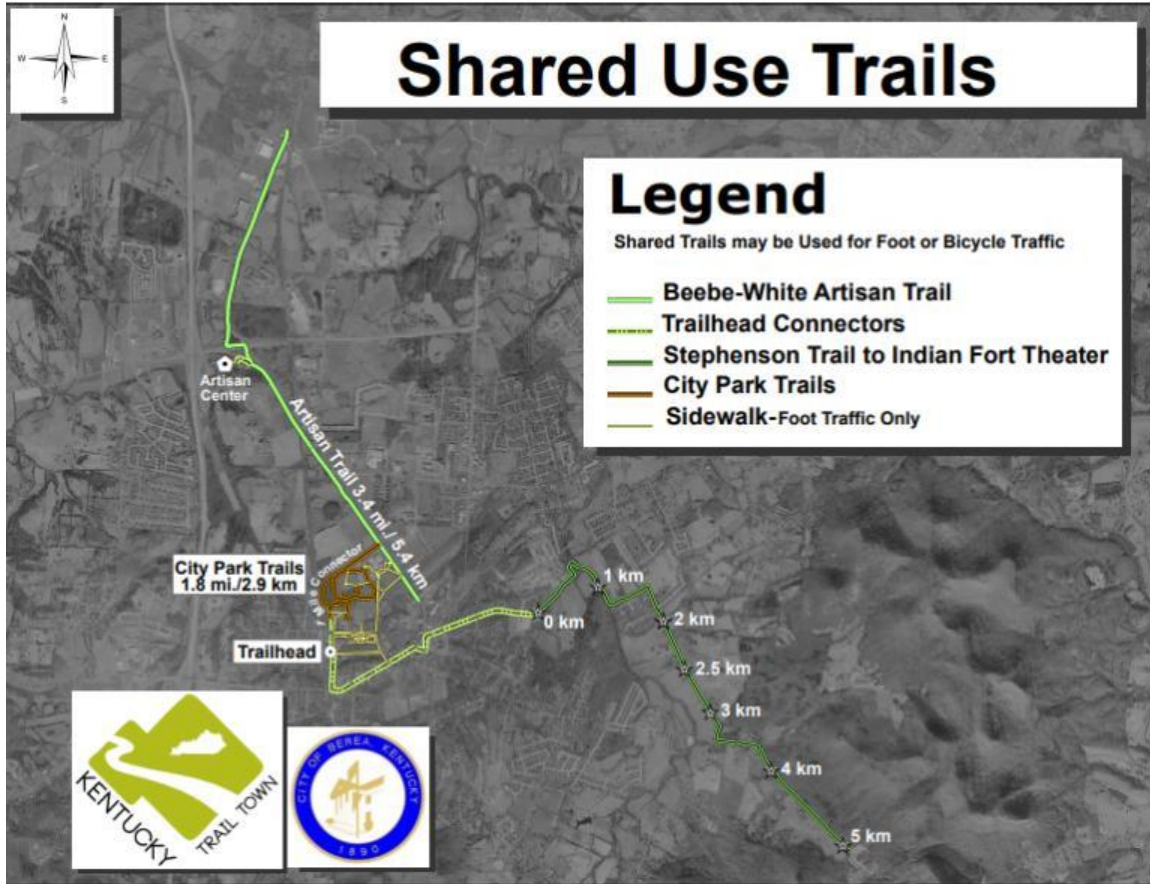 N
W E
S
Shared Use Trails
Legend
Shared Trails may be Used for Foot or Bicycle Traffic
Beebe-White Artisan Trail
Trailhead Connectors
Stephenson Trail to Indian Fort Theater
City Park Trails
Sidewalk-Foot Traffic Only
Artisan
Center
Artisan Trail 3.4 mi./ 5.4 km
City Park Trails
1.8 mi./2.9 km
1 Mile Connector
Trailhead
0 km
1 km
2 km
2.5 km
3 km
4 km
5 km
KENTUCKY
TRAIL TOWN
CITY OF BEREA, KENTUCKY
1890